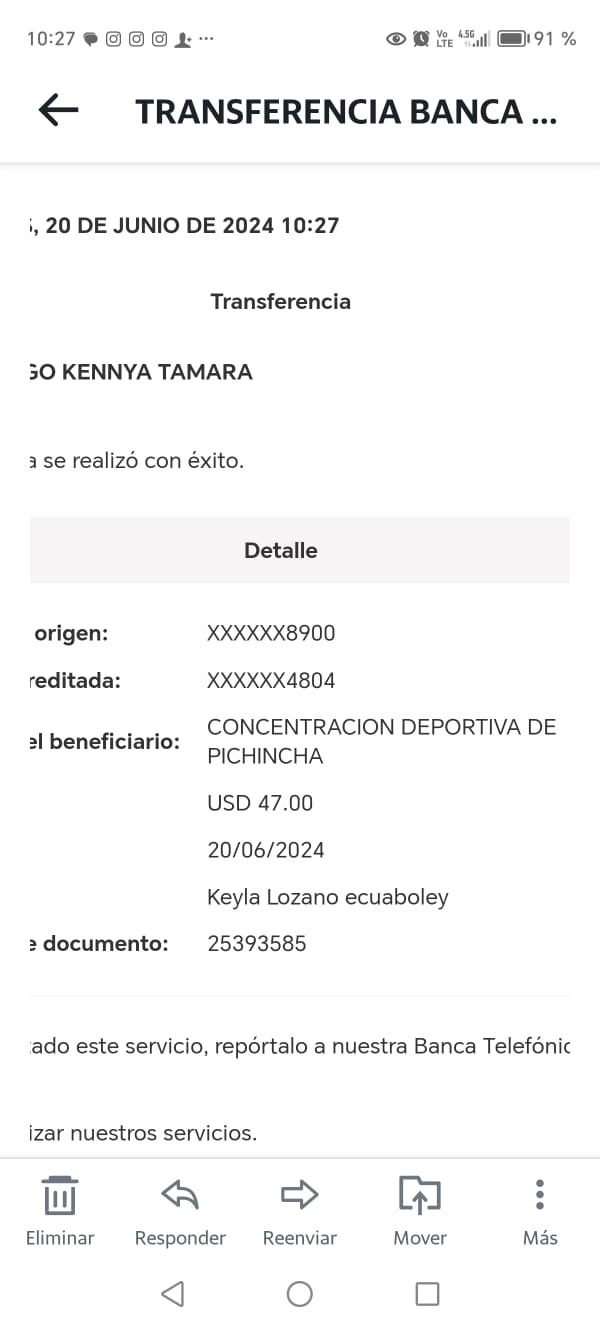 10:27
Vo LTE 4.5G 91 %
TRANSFERENCIA BANCA ...
, 20 DE JUNIO DE 2024 10:27
Transferencia
GO KENNYA TAMARA
a se realizó con éxito.
Detalle
origen: XXXXXX8900
reditada: XXXXXX4804
el beneficiario: CONCENTRACION DEPORTIVA DE
PICHINCHA
USD 47.00
20/06/2024
Keyla Lozano ecuaboley
e documento: 25393585
ado este servicio, repórtalo a nuestra Banca Telefónic
izar nuestros servicios.
Eliminar Responder Reenviar Mover Más